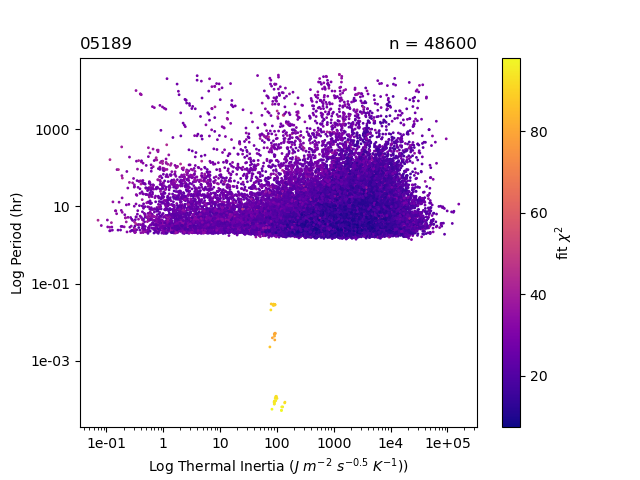 05189 n = 48600
1000
10
1e-01
1e-03
Log Period (hr)
1e-01 1 10 100 1000 1e4 1e+05
Log Thermal Inertia (J m⁻² s⁻⁰·⁵ K⁻¹))
80
60
40
20
fit χ²